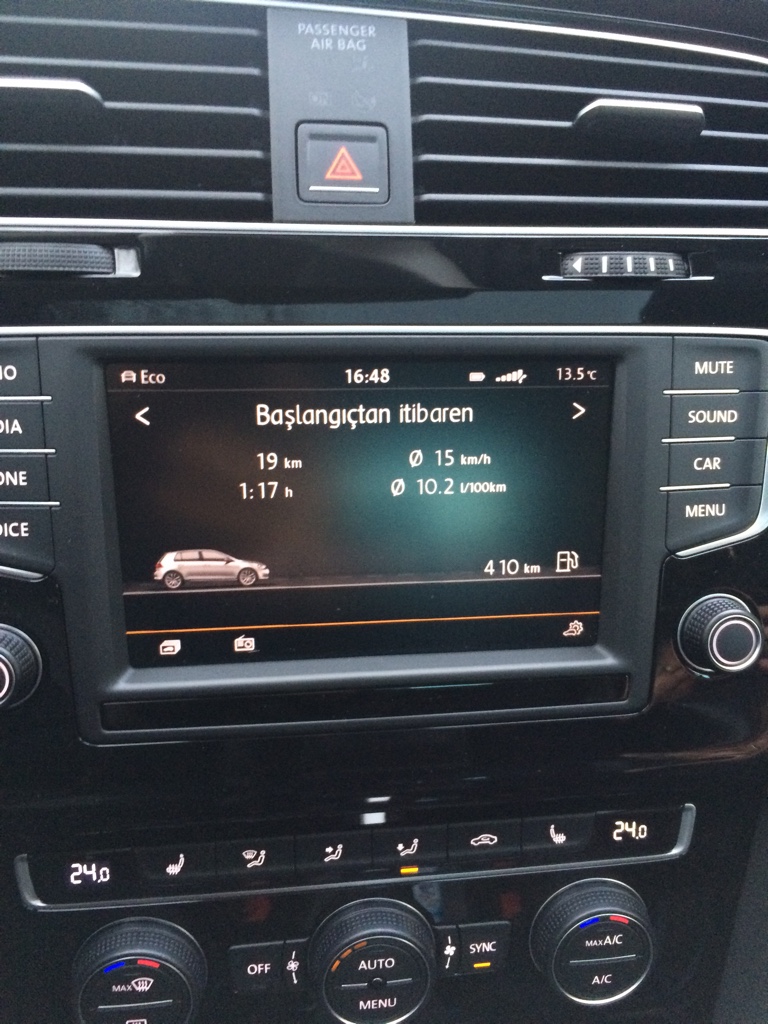 PASSENGER
AIR BAG
Eco 16:48 13.5 °C
< Başlangıçtan itibaren >
19 km Ø 15 km/h
1:17 h Ø 10.2 l/100km
410 km
MUTE
SOUND
CAR
MENU
24.0 24.0
MAX
OFF
AUTO
MENU
SYNC
MAX A/C
A/C